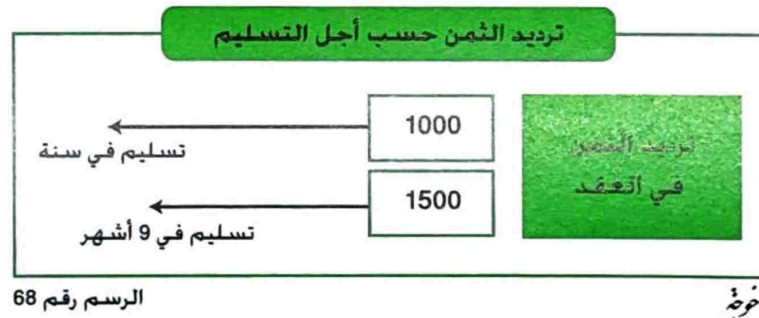 ترديد الثمن حسب أجل التسليم
ترديد الثمن
في العقد
1000
تسليم في سنة
1500
تسليم في 9 أشهر
الرسم رقم 68